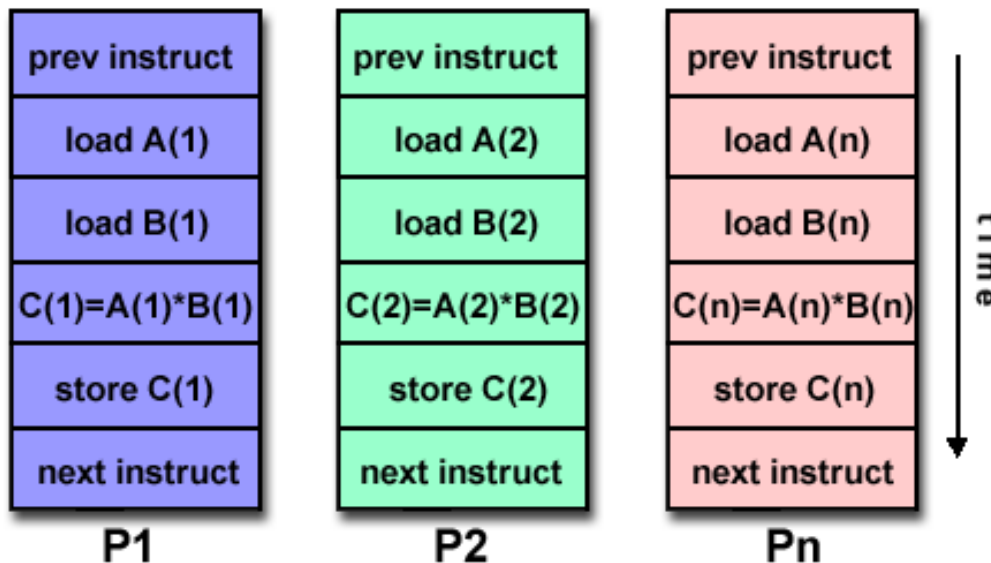 prev instruct
load A(1)
load B(1)
C(1)=A(1)*B(1)
store C(1)
next instruct
P1
prev instruct
load A(2)
load B(2)
C(2)=A(2)*B(2)
store C(2)
next instruct
P2
prev instruct
load A(n)
load B(n)
C(n)=A(n)*B(n)
store C(n)
next instruct
Pn
time